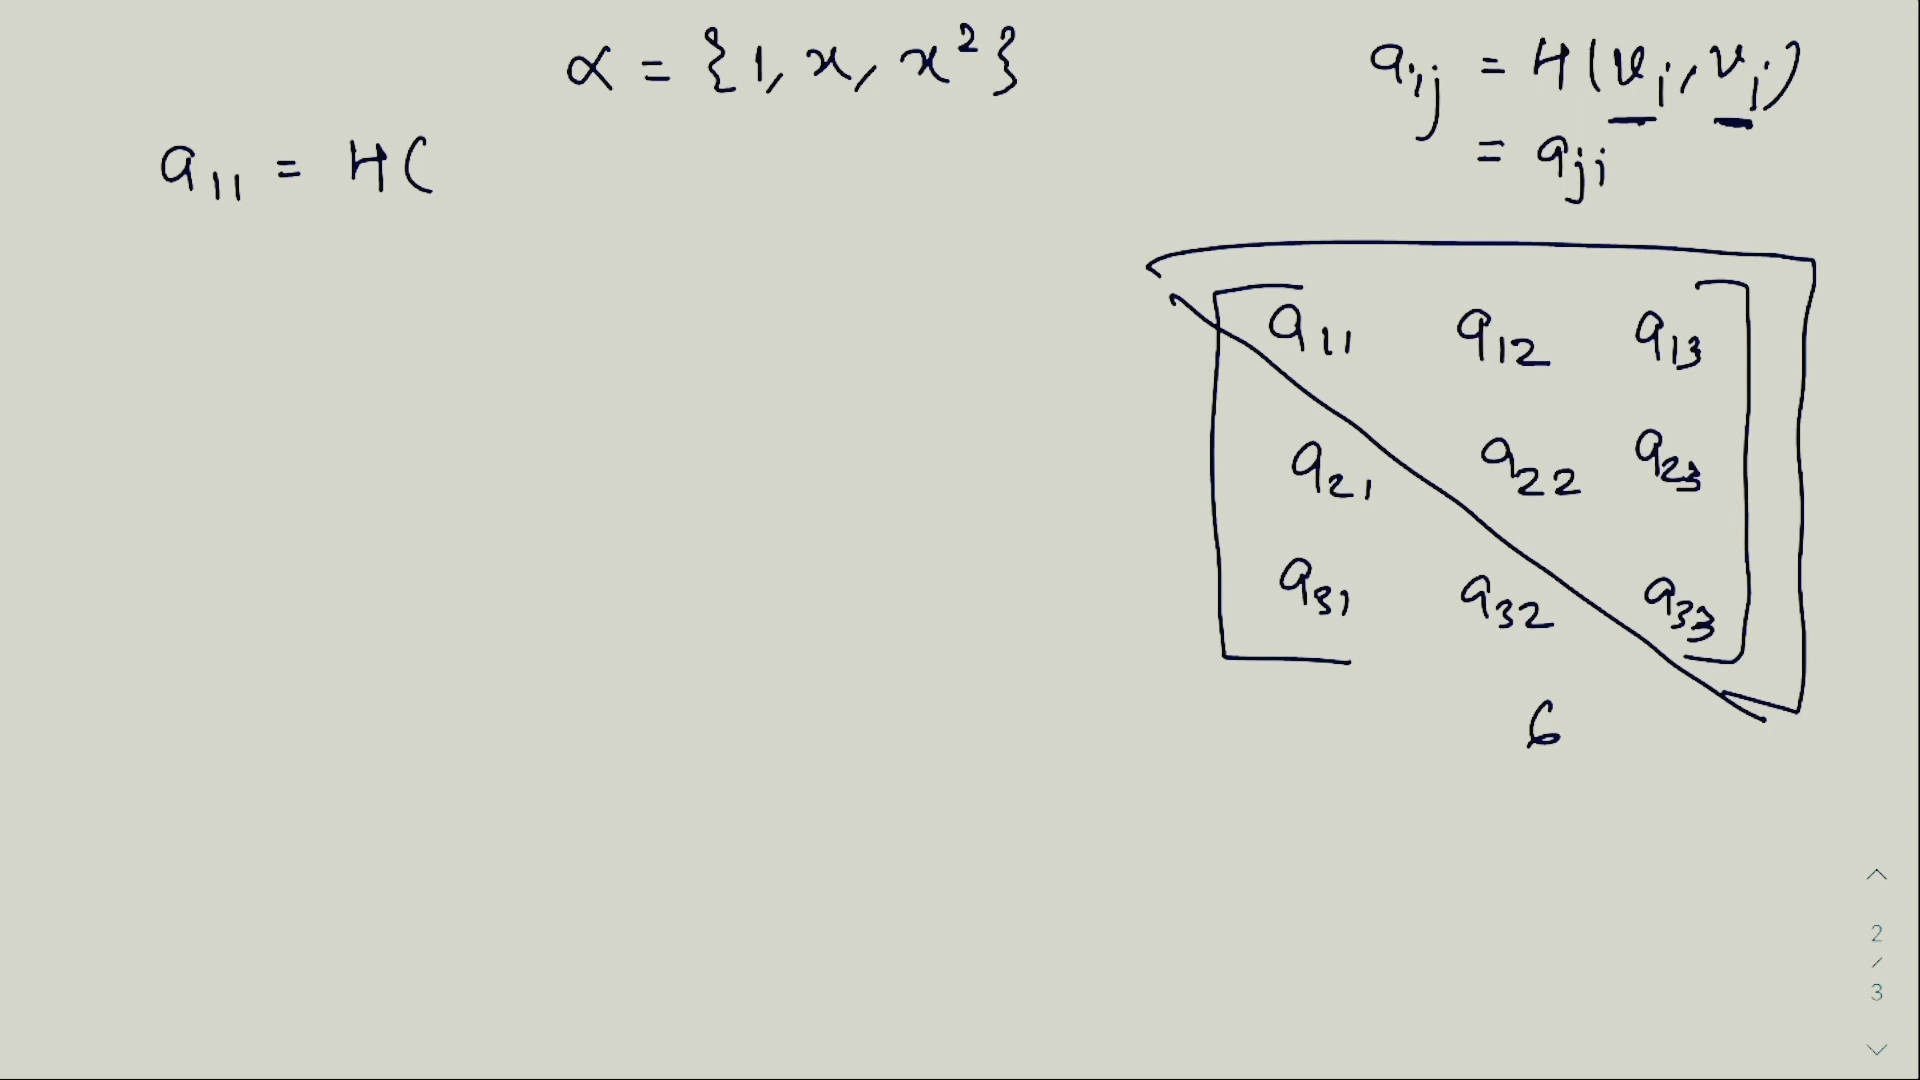 α = {1, x, x²}
aᵢⱼ = H(vᵢ, vⱼ)
= aⱼᵢ
a₁₁ = H(
a₁₁ a₁₂ a₁₃
a₂₁ a₂₂ a₂₃
a₃₁ a₃₂ a₃₃
6
2
/
3